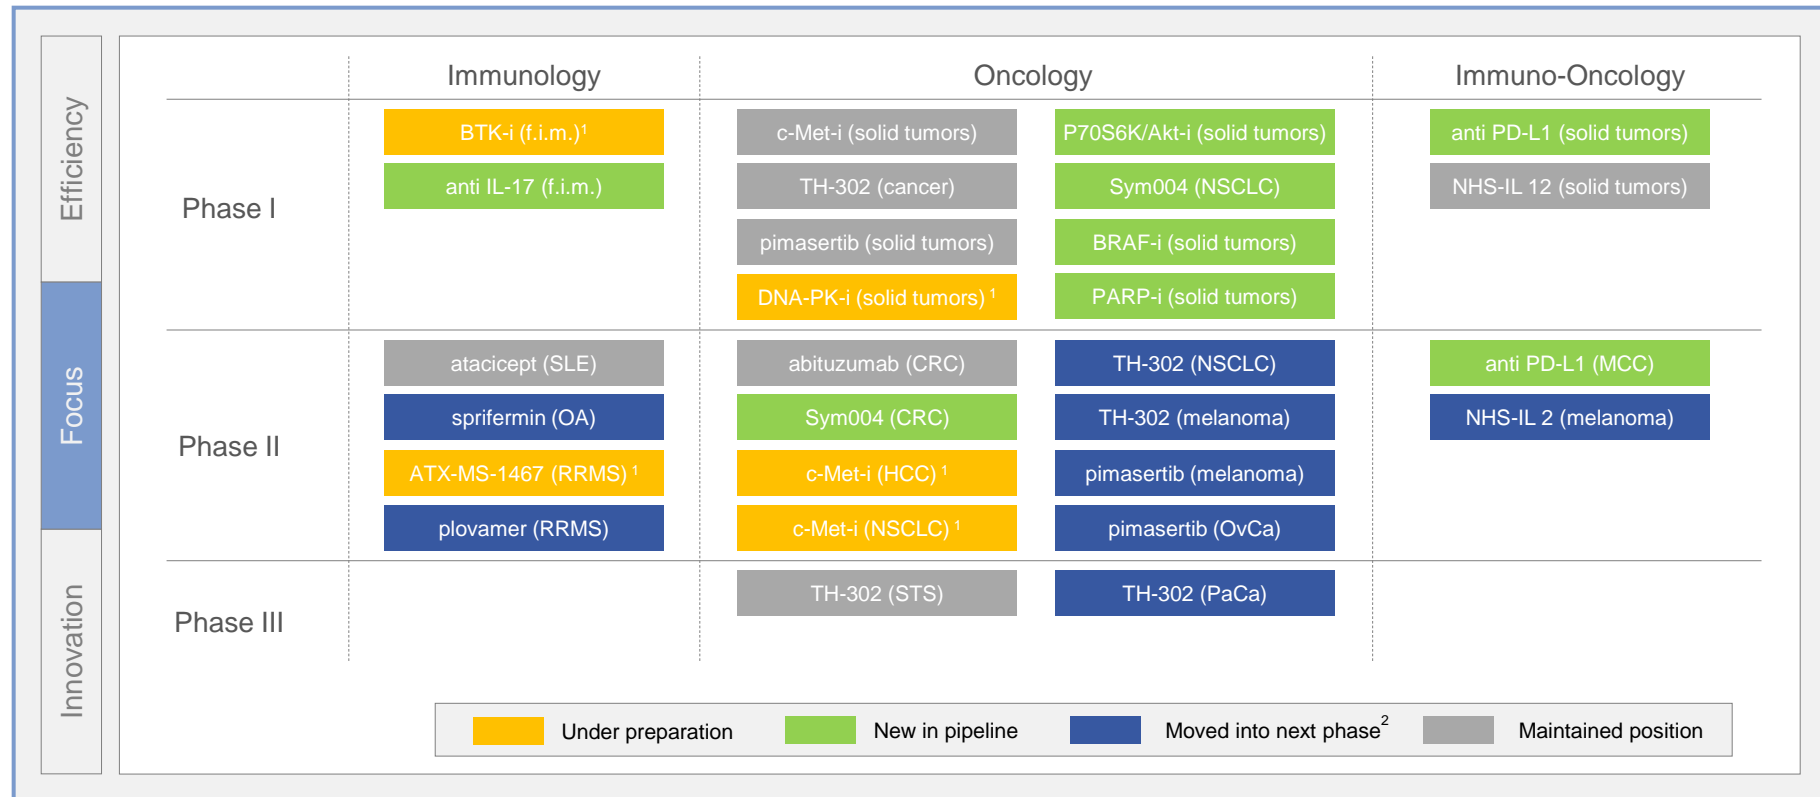 Efficiency
Focus
Innovation
Immunology
Oncology
Immuno-Oncology
Phase I
BTK-i (f.i.m.)¹
anti IL-17 (f.i.m.)
c-Met-i (solid tumors)
TH-302 (cancer)
pimasertib (solid tumors)
DNA-PK-i (solid tumors) ¹
P70S6K/Akt-i (solid tumors)
Sym004 (NSCLC)
BRAF-i (solid tumors)
PARP-i (solid tumors)
anti PD-L1 (solid tumors)
NHS-IL 12 (solid tumors)
Phase II
atacicept (SLE)
sprifermin (OA)
ATX-MS-1467 (RRMS) ¹
plovamer (RRMS)
abituzumab (CRC)
Sym004 (CRC)
c-Met-i (HCC) ¹
c-Met-i (NSCLC) ¹
TH-302 (NSCLC)
TH-302 (melanoma)
pimasertib (melanoma)
pimasertib (OvCa)
anti PD-L1 (MCC)
NHS-IL 2 (melanoma)
Phase III
TH-302 (STS)
TH-302 (PaCa)
Under preparation
New in pipeline
Moved into next phase²
Maintained position